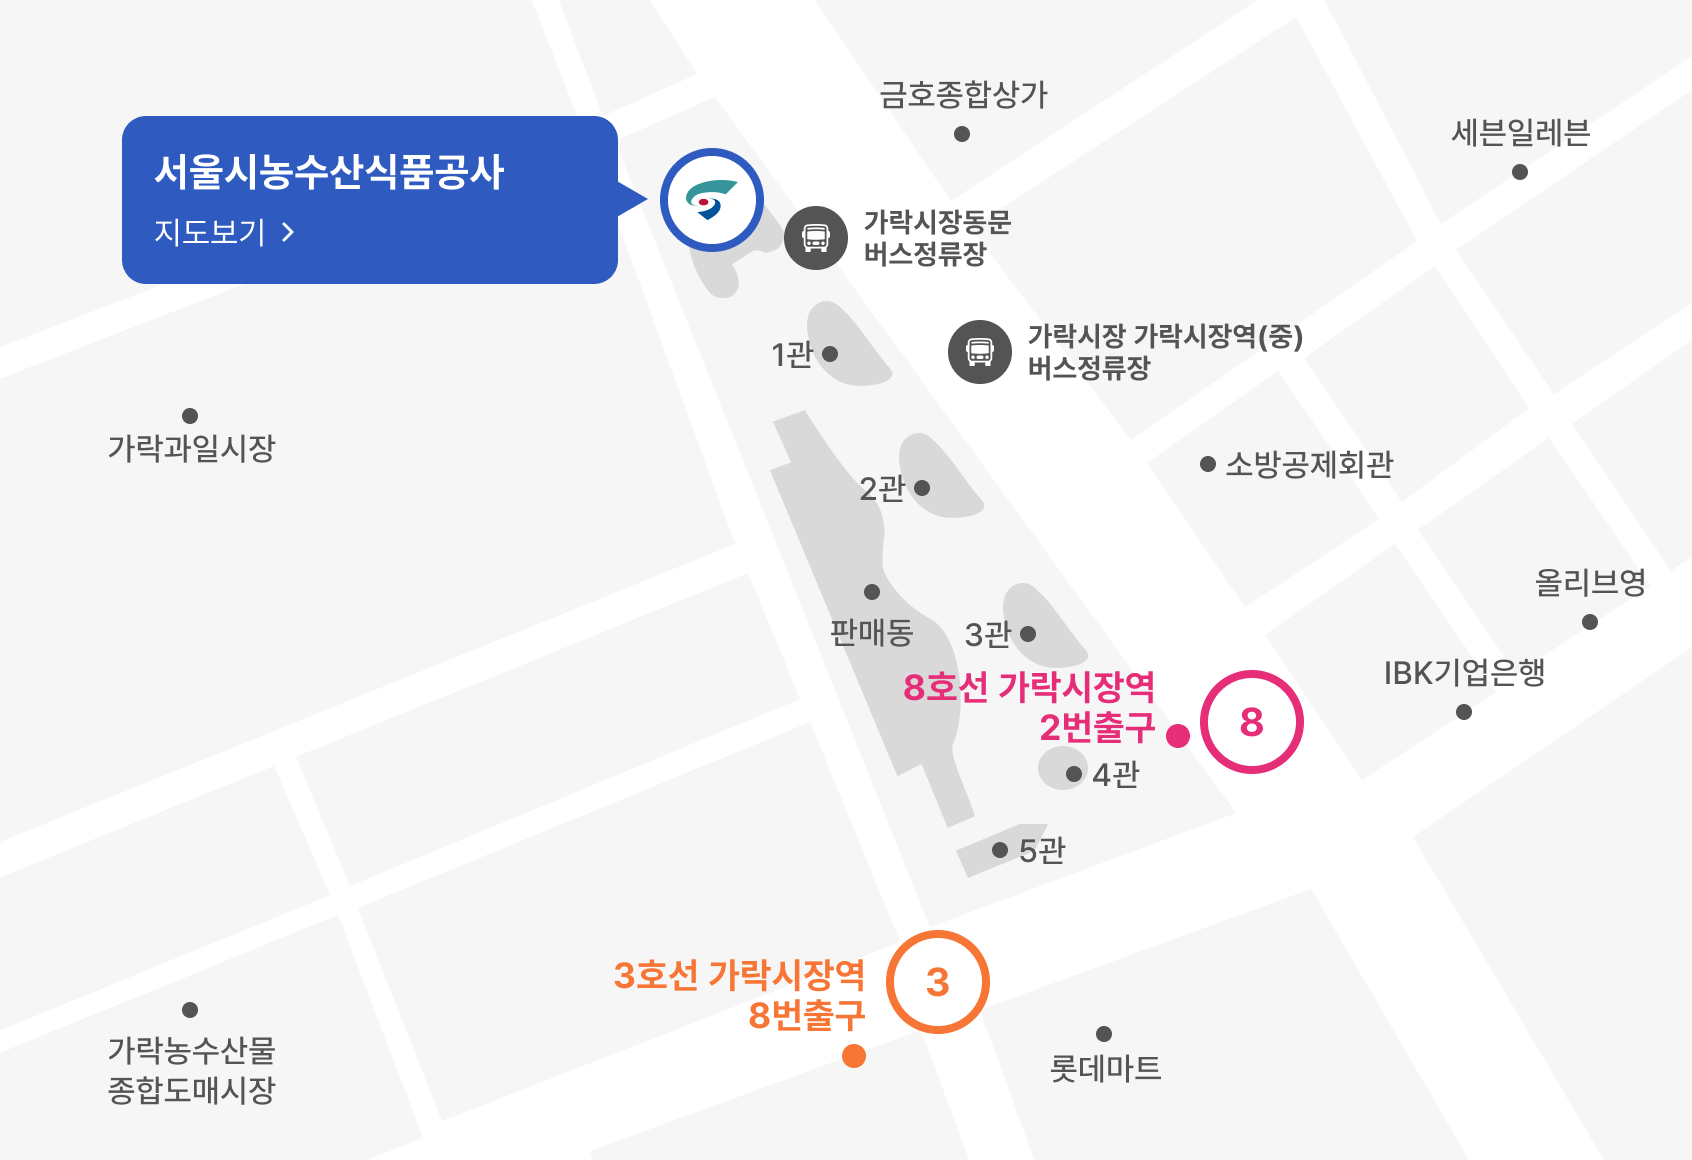 금호종합상가
세븐일레븐
서울시농수산식품공사
지도보기
가락시장동문
버스정류장
가락시장 가락시장역(중)
버스정류장
1관
가락과일시장
소방공제회관
2관
올리브영
판매동
3관
IBK기업은행
8호선 가락시장역
2번출구
8
4관
5관
3호선 가락시장역
8번출구
3
가락농수산물
종합도매시장
롯데마트